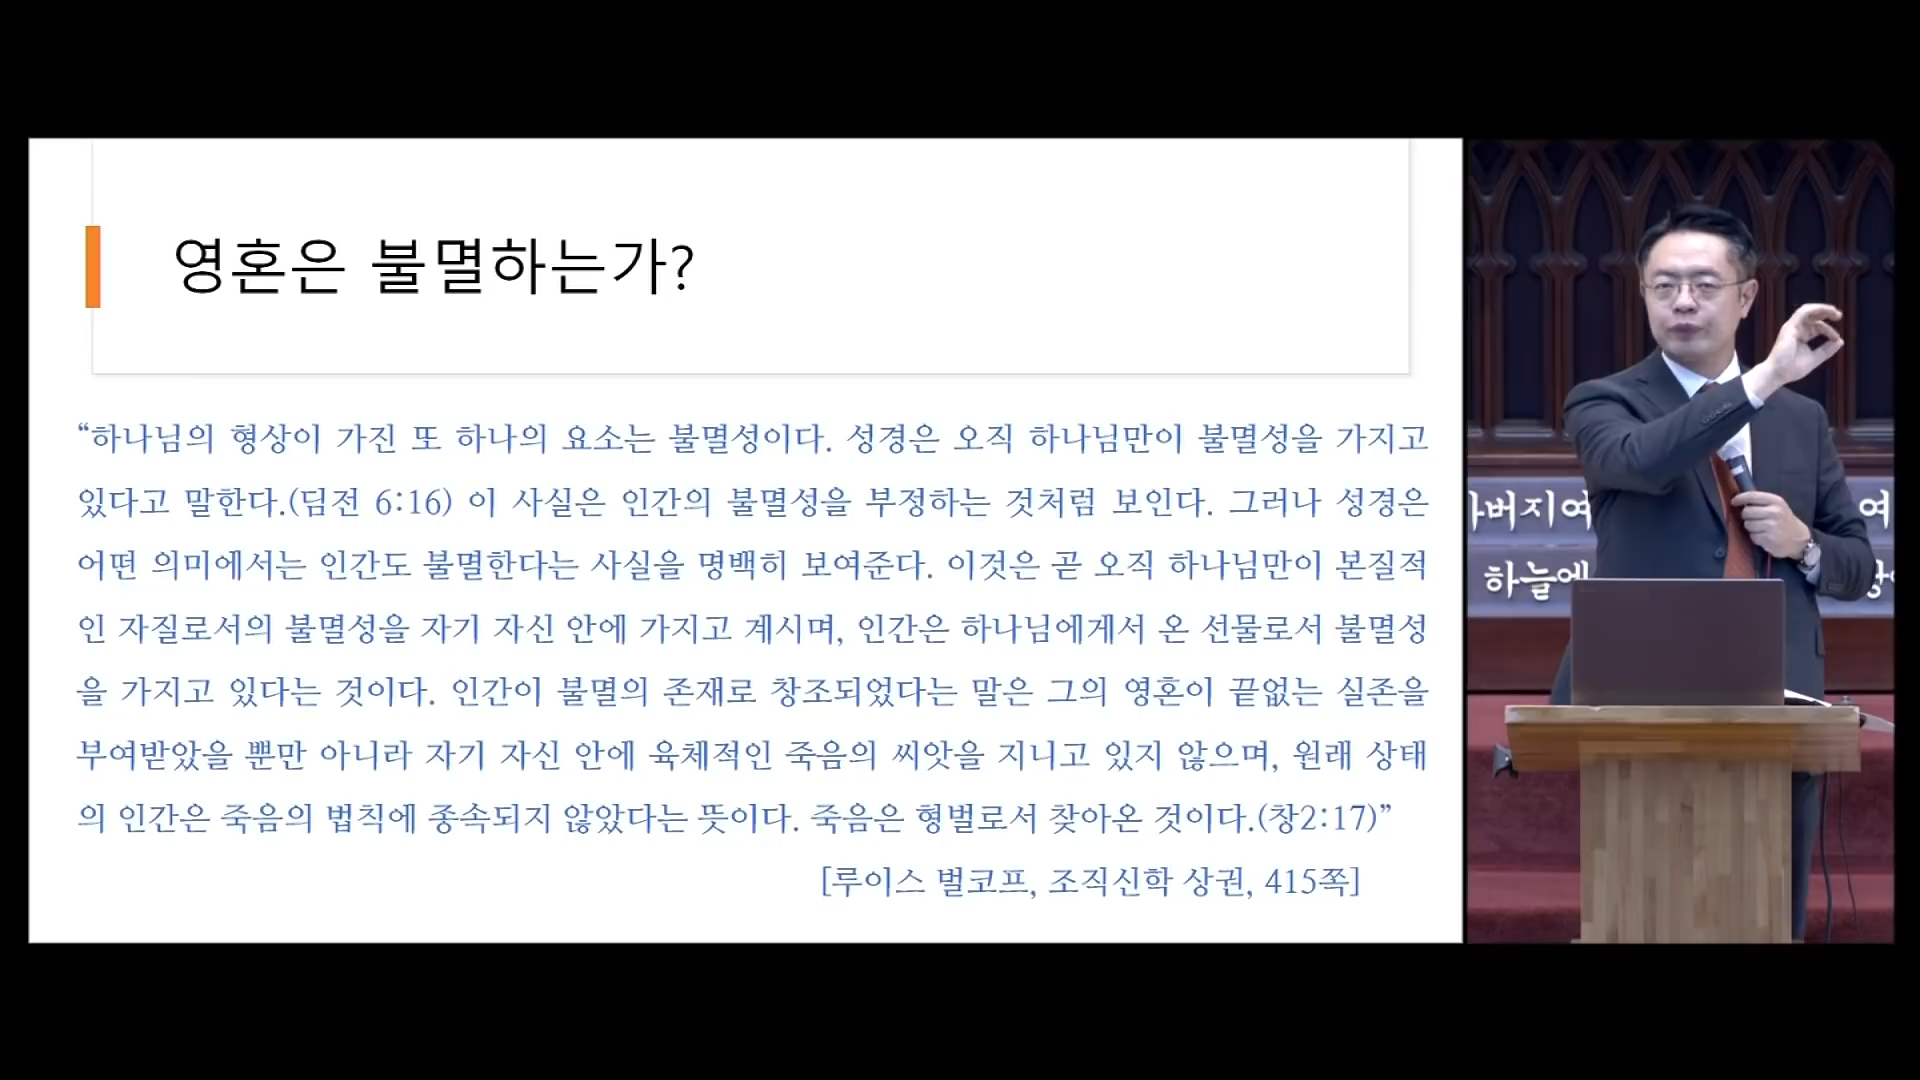 영혼은 불멸하는가?
“하나님의 형상이 가진 또 하나의 요소는 불멸성이다. 성경은 오직 하나님만이 불멸성을 가지고
있다고 말한다.(딤전 6:16) 이 사실은 인간의 불멸성을 부정하는 것처럼 보인다. 그러나 성경은
어떤 의미에서는 인간도 불멸한다는 사실을 명백히 보여준다. 이것은 곧 오직 하나님만이 본질적
인 자질로서의 불멸성을 자기 자신 안에 가지고 계시며, 인간은 하나님에게서 온 선물로서 불멸성
을 가지고 있다는 것이다. 인간이 불멸의 존재로 창조되었다는 말은 그의 영혼이 끝없는 실존을
부여받았을 뿐만 아니라 자기 자신 안에 육체적인 죽음의 씨앗을 지니고 있지 않으며, 원래 상태
의 인간은 죽음의 법칙에 종속되지 않았다는 뜻이다. 죽음은 형벌로서 찾아온 것이다.(창2:17)”
[루이스 벌코프, 조직신학 상권, 415쪽]
버지여 여
하늘에